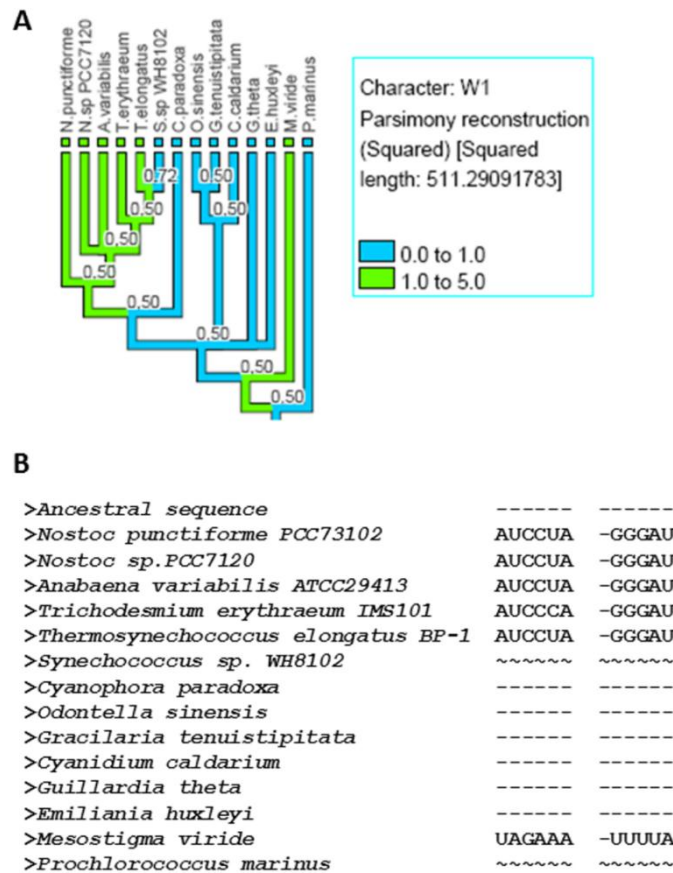 A
N.punctiforme
N.sp PCC7120
A.variabilis
T.erythraeum
T.elongatus
S.sp WH8102
C.paradoxa
O.sinensis
G.tenuistipitata
C.caldarium
G.theta
E.huxleyi
M.viride
P.marinus
0,72
0,50
0,50
0,50
0,50
0,50
0,50
0,50
0,50
0,50
0,50
Character: W1
Parsimony reconstruction
(Squared) [Squared
length: 511.29091783]
0.0 to 1.0
1.0 to 5.0
B
>Ancestral sequence ------ ------
>Nostoc punctiforme PCC73102 AUCCUA -GGGAU
>Nostoc sp.PCC7120 AUCCUA -GGGAU
>Anabaena variabilis ATCC29413 AUCCUA -GGGAU
>Trichodesmium erythraeum IMS101 AUCCCA -GGGAU
>Thermosynechococcus elongatus BP-1 AUCCUA -GGGAU
>Synechococcus sp. WH8102 ~~~~~~ ~~~~~~
>Cyanophora paradoxa ------ ------
>Odontella sinensis ------ ------
>Gracilaria tenuistipitata ------ ------
>Cyanidium caldarium ------ ------
>Guillardia theta ------ ------
>Emiliania huxleyi ------ ------
>Mesostigma viride UAGAAA -UUUUA
>Prochlorococcus marinus ~~~~~~ ~~~~~~